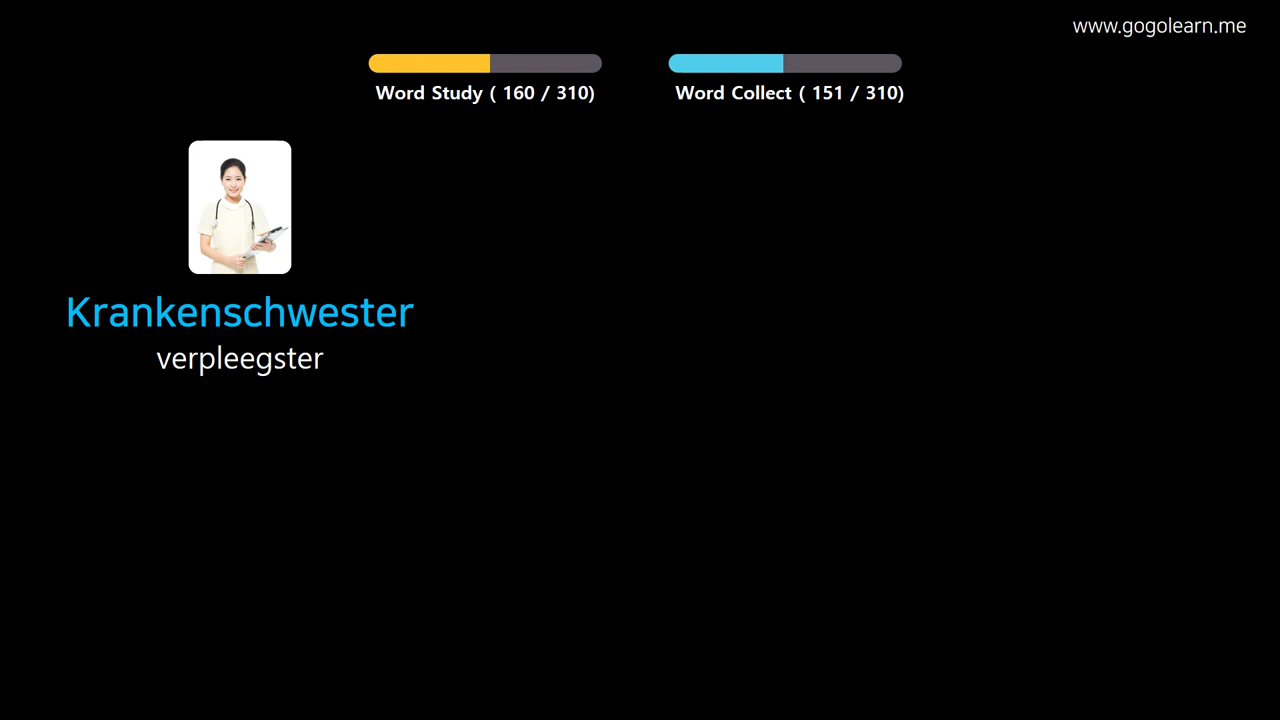 www.gogolearn.me
Word Study ( 160 / 310)
Word Collect ( 151 / 310)
Krankenschwester
verpleegster